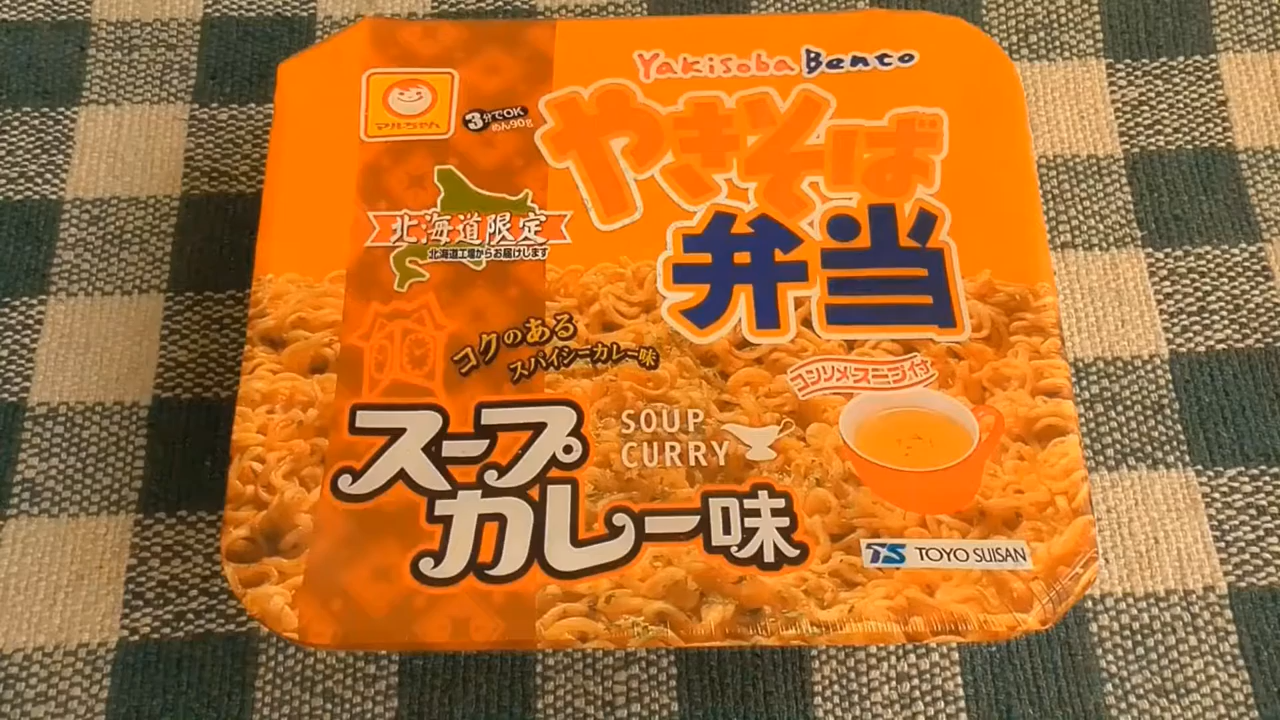 Yakisoba Bento
マルちゃん
3分でOK
めん90g
やきそば
弁当
北海道限定
北海道工場からお届けします
コクのある
スパイシーカレー味
コンソメスープ付
スープ
カレー味
SOUP
CURRY
TS TOYO SUISAN